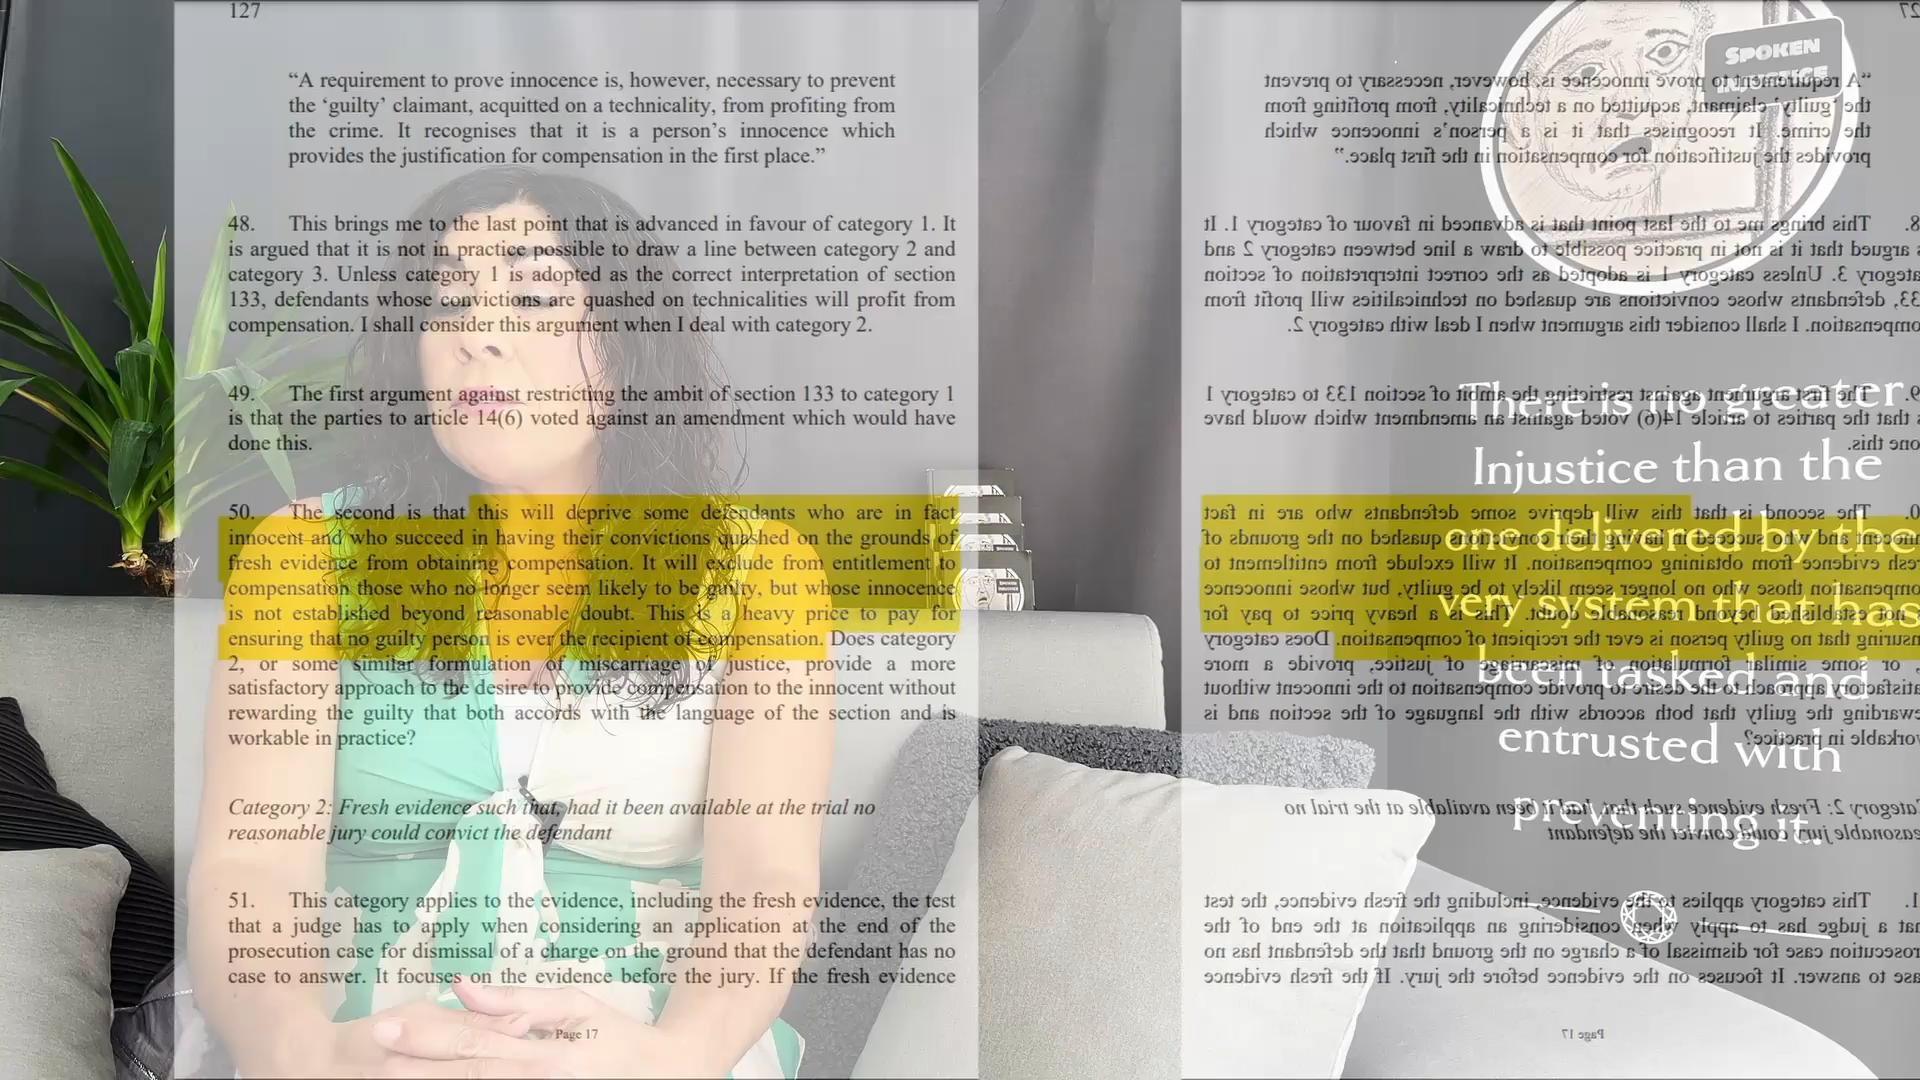 127
“A requirement to prove innocence is, however, necessary to prevent
the ‘guilty’ claimant, acquitted on a technicality, from profiting from
the crime. It recognises that it is a person’s innocence which
provides the justification for compensation in the first place.”
48. This brings me to the last point that is advanced in favour of category 1. It
is argued that it is not in practice possible to draw a line between category 2 and
category 3. Unless category 1 is adopted as the correct interpretation of section
133, defendants whose convictions are quashed on technicalities will profit from
compensation. I shall consider this argument when I deal with category 2.
49. The first argument against restricting the ambit of section 133 to category 1
is that the parties to article 14(6) voted against an amendment which would have
done this.
50. The second is that this will deprive some defendants who are in fact
innocent and who succeed in having their convictions quashed on the grounds of
fresh evidence from obtaining compensation. It will exclude from entitlement to
compensation those who no longer seem likely to be guilty, but whose innocence
is not established beyond reasonable doubt. This is a heavy price to pay for
ensuring that no guilty person is ever the recipient of compensation. Does category
2, or some similar formulation of miscarriage of justice, provide a more
satisfactory approach to the desire to provide compensation to the innocent without
rewarding the guilty that both accords with the language of the section and is
workable in practice?
Category 2: Fresh evidence such that, had it been available at the trial no
reasonable jury could convict the defendant
51. This category applies to the evidence, including the fresh evidence, the test
that a judge has to apply when considering an application at the end of the
prosecution case for dismissal of a charge on the ground that the defendant has no
case to answer. It focuses on the evidence before the jury. If the fresh evidence
Page 17
SPOKEN
INJUSTICE
There is no greater
Injustice than the
one delivered by the
very system that has
been tasked and
entrusted with
preventing it.